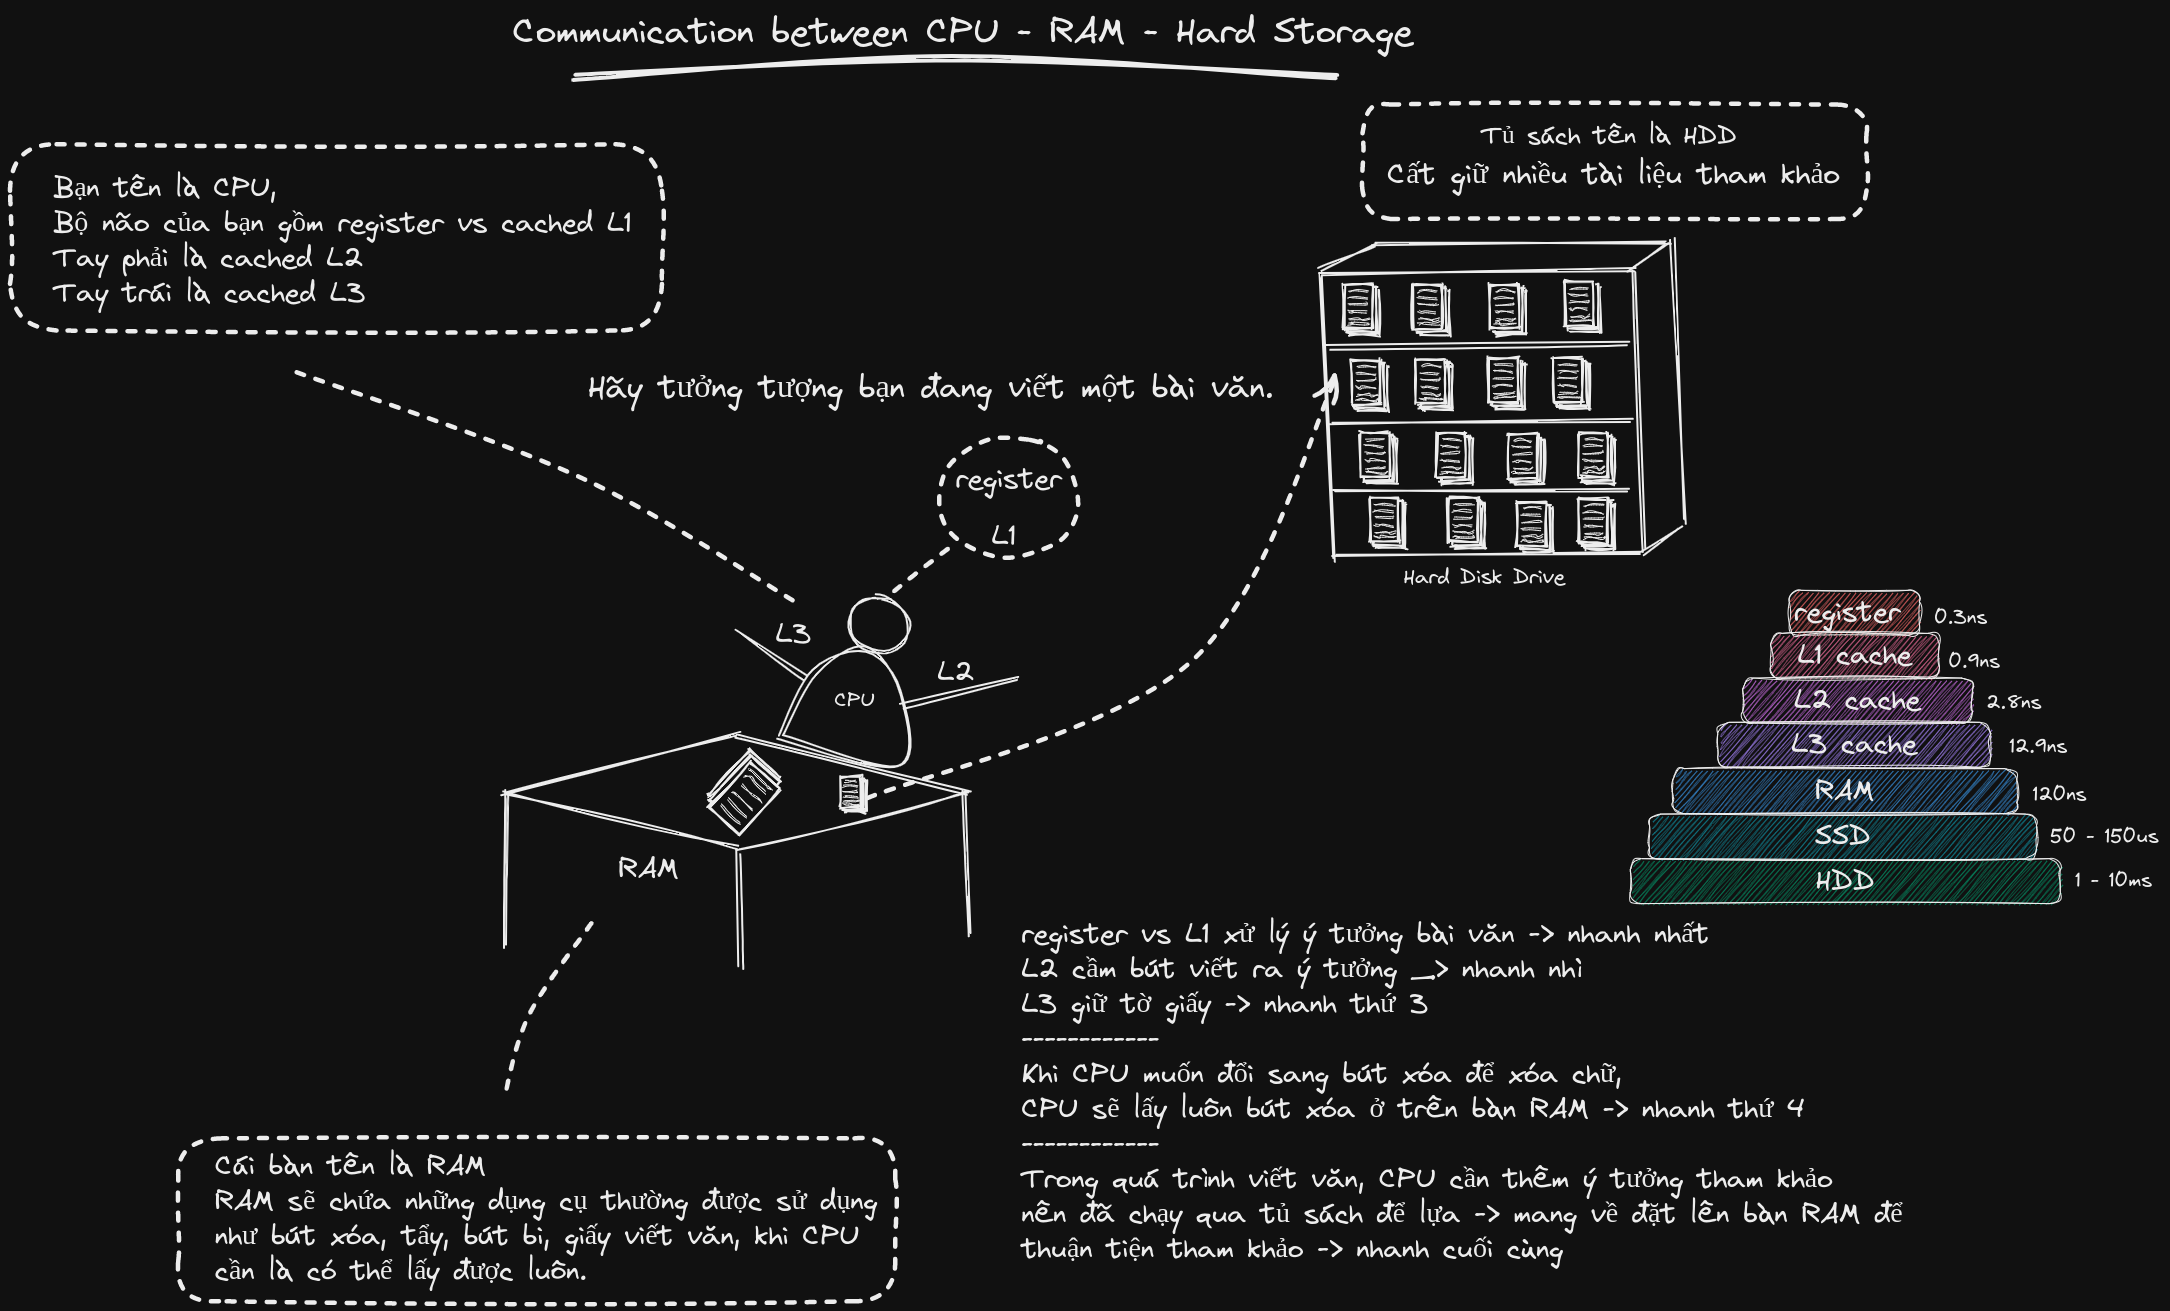 Communication between CPU - RAM - Hard Storage
Bạn tên là CPU,
Bộ não của bạn gồm register vs cached L1
Tay phải là cached L2
Tay trái là cached L3
Tủ sách tên là HDD
Cất giữ nhiều tài liệu tham khảo
Hãy tưởng tượng bạn đang viết một bài văn.
register
L1
L3
L2
CPU
RAM
Hard Disk Drive
register 0.3ns
L1 cache 0.9ns
L2 cache 2.8ns
L3 cache 12.9ns
RAM 120ns
SSD 50 - 150us
HDD 1 - 10ms
register vs L1 xử lý ý tưởng bài văn -> nhanh nhất
L2 cầm bút viết ra ý tưởng _> nhanh nhì
L3 giữ tờ giấy -> nhanh thứ 3
------------
Khi CPU muốn đổi sang bút xóa để xóa chữ,
CPU sẽ lấy luôn bút xóa ở trên bàn RAM -> nhanh thứ 4
------------
Trong quá trình viết văn, CPU cần thêm ý tưởng tham khảo
nên đã chạy qua tủ sách để lựa -> mang về đặt lên bàn RAM để
thuận tiện tham khảo -> nhanh cuối cùng
Cái bàn tên là RAM
RAM sẽ chứa những dụng cụ thường được sử dụng
như bút xóa, tẩy, bút bi, giấy viết văn, khi CPU
cần là có thể lấy được luôn.